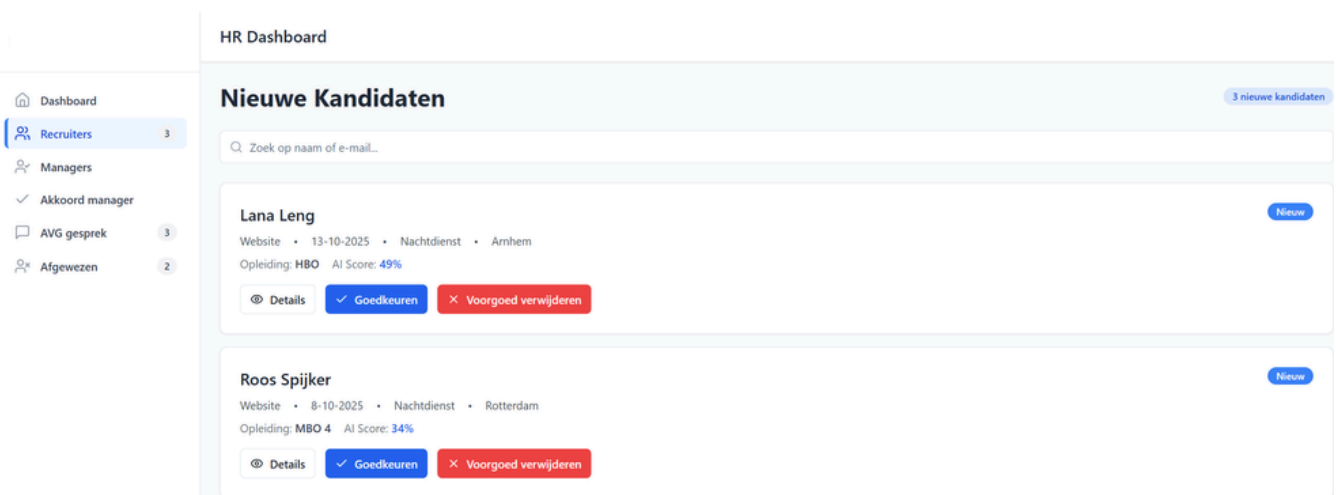 HR Dashboard
Dashboard
Recruiters 3
Managers
Akkoord manager
AVG gesprek 3
Afgewezen 2
Nieuwe Kandidaten
3 nieuwe kandidaten
Zoek op naam of e-mail...
Lana Leng
Nieuw
Website • 13-10-2025 • Nachtdienst • Arnhem
Opleiding: HBO AI Score: 49%
Details Goedkeuren Voorgoed verwijderen
Roos Spijker
Nieuw
Website • 8-10-2025 • Nachtdienst • Rotterdam
Opleiding: MBO 4 AI Score: 34%
Details Goedkeuren Voorgoed verwijderen